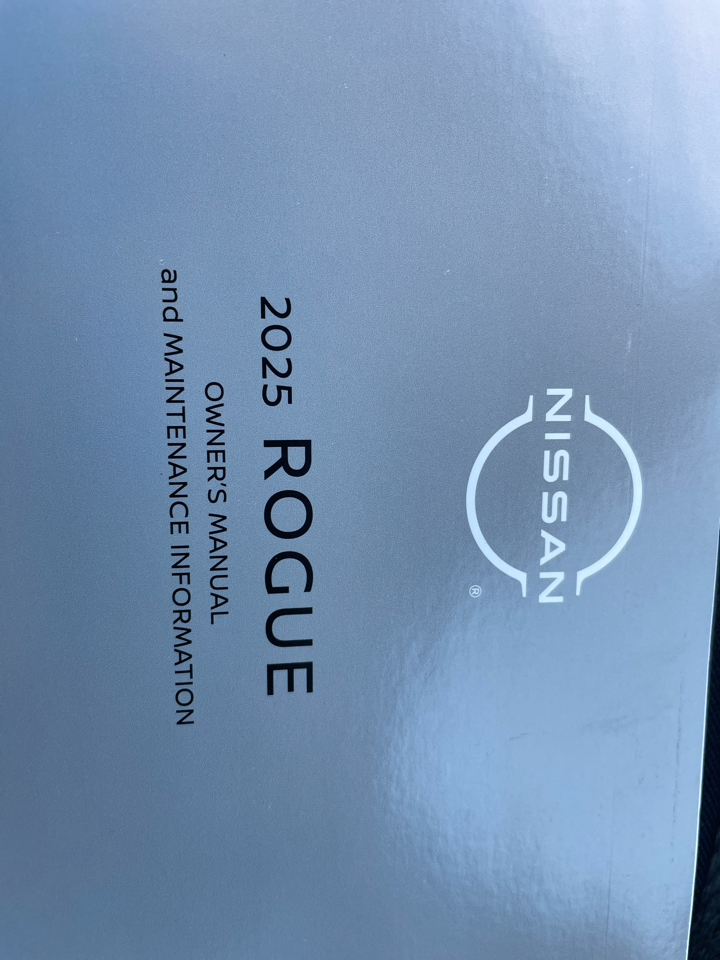 NISSAN
®
2025 ROGUE
OWNER'S MANUAL
and MAINTENANCE INFORMATION